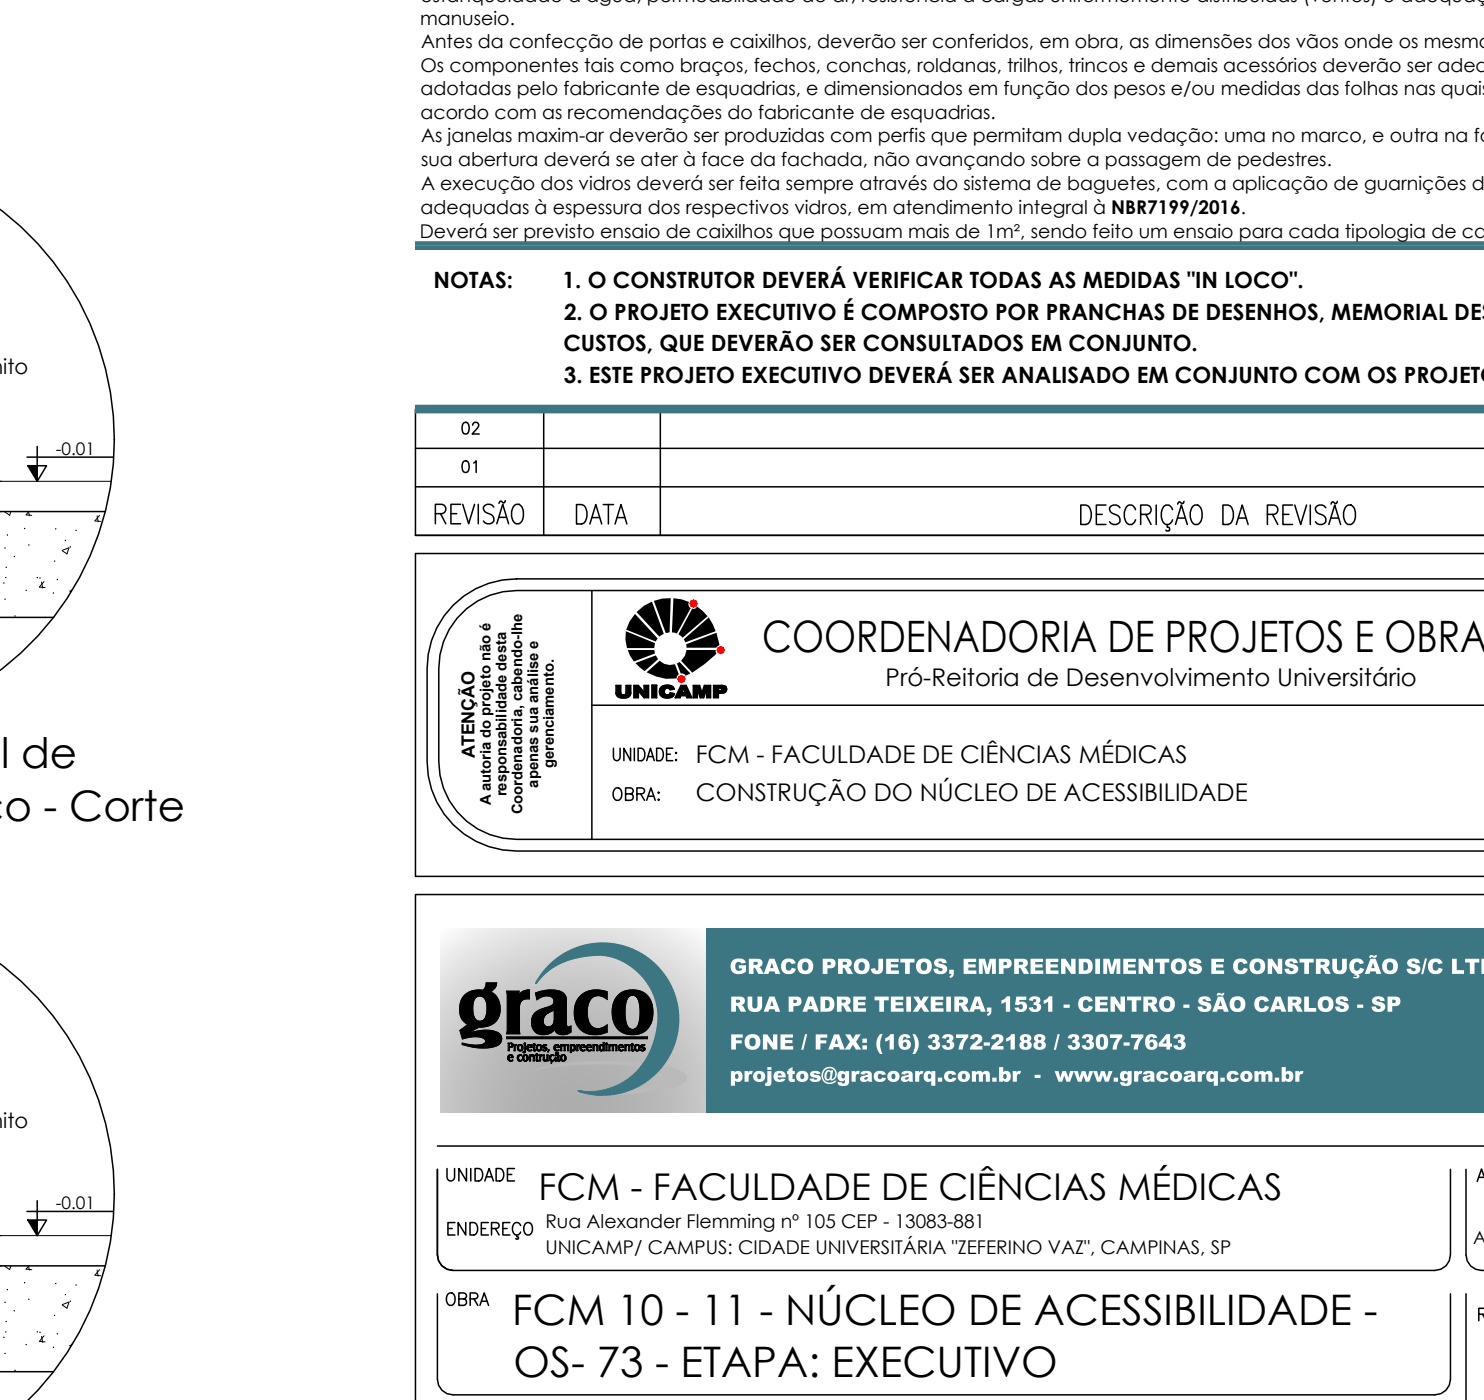 manuseio.
Antes da confecção de portas e caixilhos, deverão ser conferidos, em obra, as dimensões dos vãos onde os
Os componentes tais como braços, fechos, conchas, roldanas, trilhos, trincos e demais acessórios deverão ser
adotadas pelo fabricante de esquadrias, e dimensionados em função dos pesos e/ou medidas das folhas nas quais
acordo com as recomendações do fabricante de esquadrias.
As janelas maxim-ar deverão ser produzidas com perfis que permitam dupla vedação: uma no marco, e outra na
sua abertura deverá se ater à face da fachada, não avançando sobre a passagem de pedestres.
A execução dos vidros deverá ser feita sempre através do sistema de baguetes, com a aplicação de guarnições
adequadas à espessura dos respectivos vidros, em atendimento integral à NBR7199/2016.
Deverá ser previsto ensaio de caixilhos que possuam mais de 1m², sendo feito um ensaio para cada tipologia de
NOTAS: 1. O CONSTRUTOR DEVERÁ VERIFICAR TODAS AS MEDIDAS "IN LOCO".
2. O PROJETO EXECUTIVO É COMPOSTO POR PRANCHAS DE DESENHOS, MEMORIAL
CUSTOS, QUE DEVERÃO SER CONSULTADOS EM CONJUNTO.
3. ESTE PROJETO EXECUTIVO DEVERÁ SER ANALISADO EM CONJUNTO COM OS
02
01
REVISÃO DATA DESCRIÇÃO DA REVISÃO
ATENÇÃO
A autoria do projeto não é
responsabilidade desta
Coordenadoria, cabendo-lhe
apenas sua análise e
gerenciamento.
UNICAMP
COORDENADORIA DE PROJETOS E
Pró-Reitoria de Desenvolvimento Universitário
UNIDADE: FCM - FACULDADE DE CIÊNCIAS MÉDICAS
OBRA: CONSTRUÇÃO DO NÚCLEO DE ACESSIBILIDADE
graco
Projetos, empreendimentos
e contrução
GRACO PROJETOS, EMPREENDIMENTOS E CONSTRUÇÃO S/C
RUA PADRE TEIXEIRA, 1531 - CENTRO - SÃO CARLOS - SP
FONE / FAX: (16) 3372-2188 / 3307-7643
projetos@gracoarq.com.br - www.gracoarq.com.br
UNIDADE FCM - FACULDADE DE CIÊNCIAS MÉDICAS
ENDEREÇO Rua Alexander Flemming nº 105 CEP - 13083-881
UNICAMP/ CAMPUS: CIDADE UNIVERSITÁRIA "ZEFERINO VAZ", CAMPINAS, SP
OBRA FCM 10 - 11 - NÚCLEO DE ACESSIBILIDADE -
OS- 73 - ETAPA: EXECUTIVO
-0.01
de
- Corte
-0.01